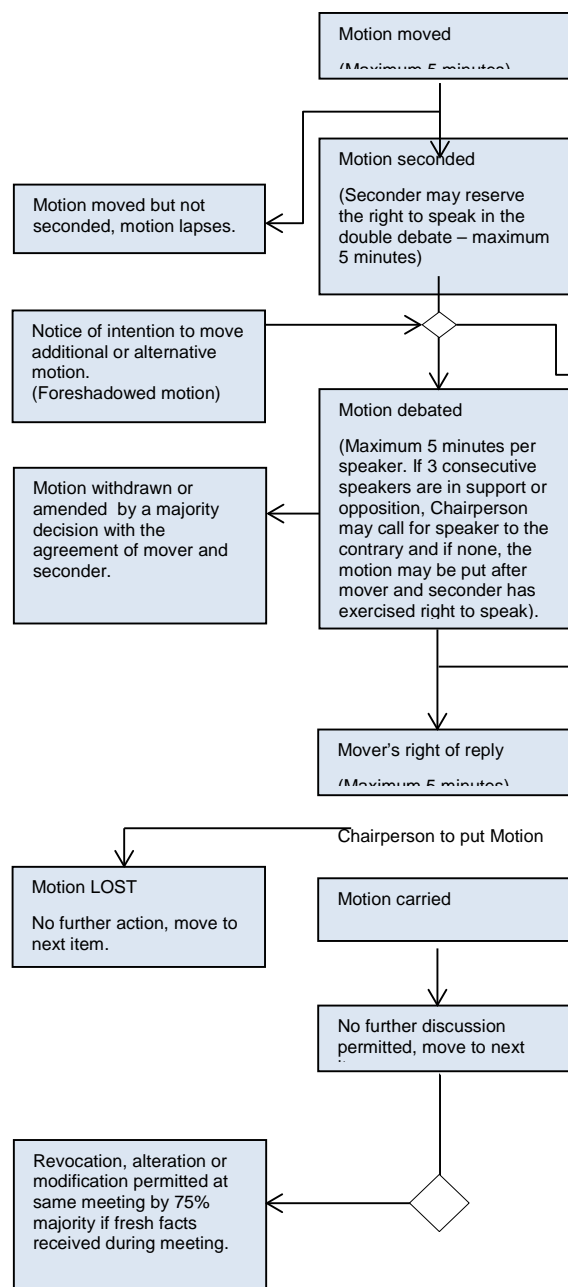 Motion moved
(Maximum 5 minutes)
Motion seconded
(Seconder may reserve
the right to speak in the
double debate – maximum
5 minutes)
Motion moved but not
seconded, motion lapses.
Notice of intention to move
additional or alternative
motion.
(Foreshadowed motion)
Motion debated
(Maximum 5 minutes per
speaker. If 3 consecutive
speakers are in support or
opposition, Chairperson
may call for speaker to the
contrary and if none, the
motion may be put after
mover and seconder has
exercised right to speak).
Motion withdrawn or
amended by a majority
decision with the
agreement of mover and
seconder.
Mover’s right of reply
(Maximum 5 minutes)
Chairperson to put Motion
Motion LOST
No further action, move to
next item.
Motion carried
No further discussion
permitted, move to next
Revocation, alteration or
modification permitted at
same meeting by 75%
majority if fresh facts
received during meeting.